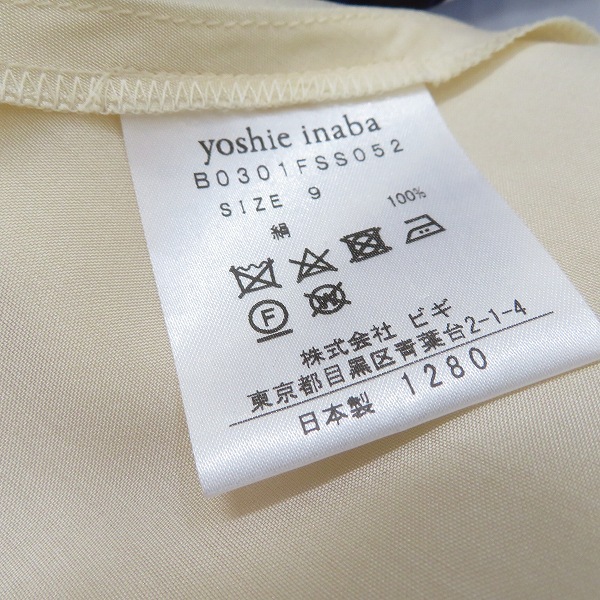 yoshie inaba
B0301FSS052
SIZE 9
絹 100%
F
W
株式会社 ビギ
東京都目黒区青葉台2-1-4
日本製 1280